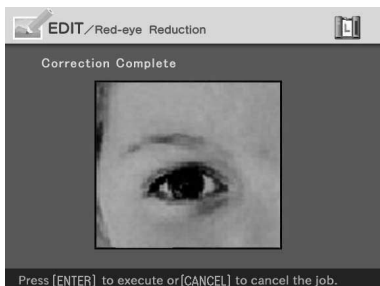 EDIT/Red-eye Reduction
L
Correction Complete
Press [ENTER] to execute or[CANCEL] to cancel the job.